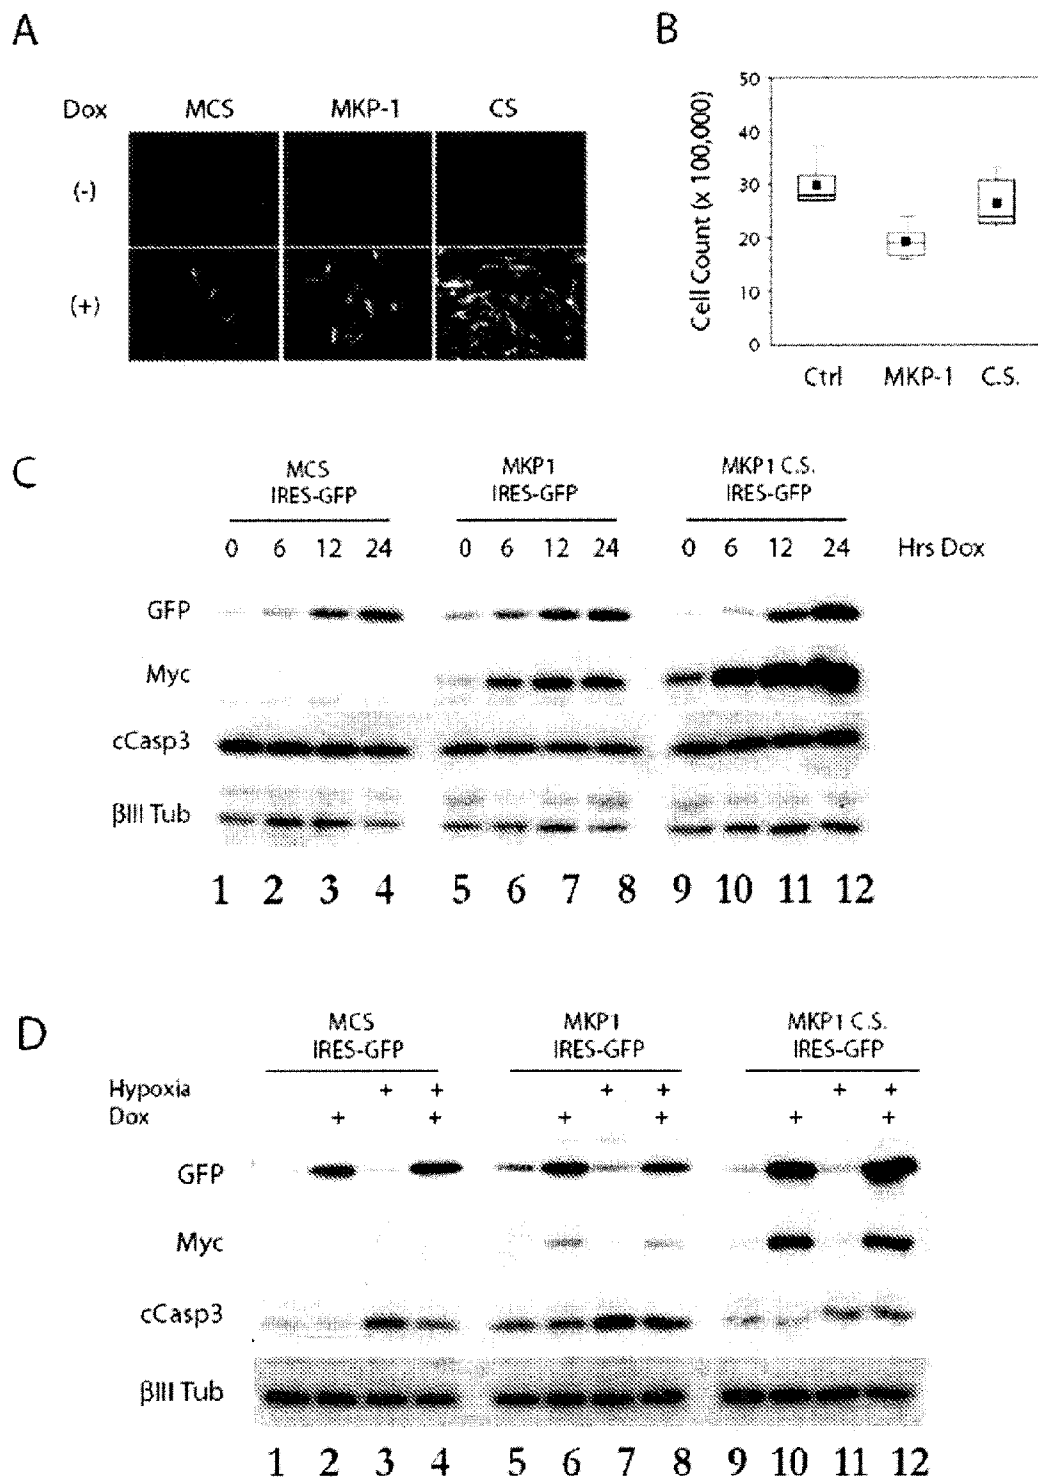 A
Dox MCS MKP-1 CS
(-)
(+)
B
Cell Count (x 100,000)
50
40
30
20
10
0
Ctrl MKP-1 C.S.
C
MCS IRES-GFP
MKP1 IRES-GFP
MKP1 C.S. IRES-GFP
0 6 12 24 0 6 12 24 0 6 12 24 Hrs Dox
GFP
Myc
cCasp3
βIII Tub
1 2 3 4 5 6 7 8 9 10 11 12
D
MCS IRES-GFP
MKP1 IRES-GFP
MKP1 C.S. IRES-GFP
Hypoxia + + + + + +
Dox + + + + + +
GFP
Myc
cCasp3
βIII Tub
1 2 3 4 5 6 7 8 9 10 11 12